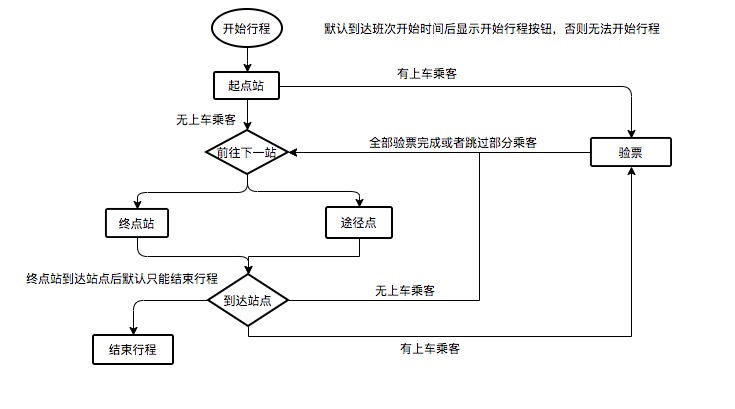 开始行程
默认到达班次开始时间后显示开始行程按钮，否则无法开始行程
有上车乘客
起点站
无上车乘客
全部验票完成或者跳过部分乘客
前往下一站
验票
终点站
途径点
终点站到达站点后默认只能结束行程
到达站点
无上车乘客
结束行程
有上车乘客